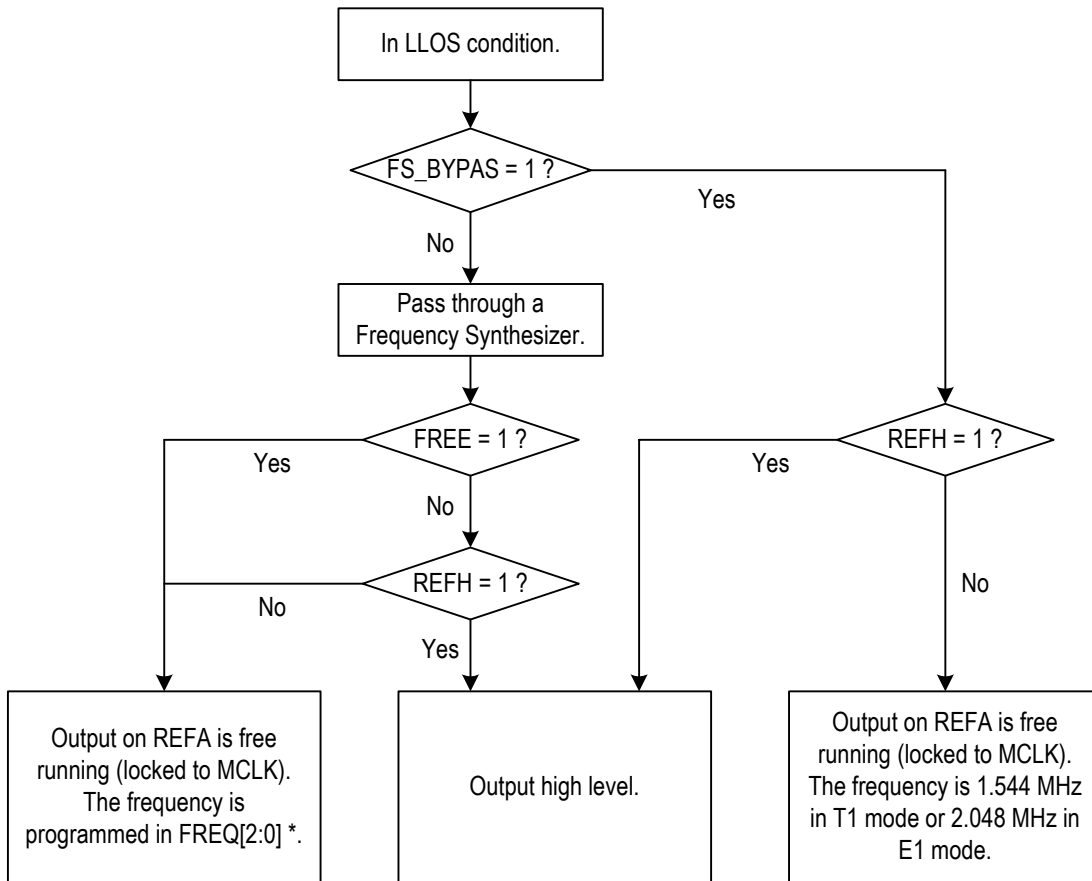 In LLOS condition.
FS_BYPAS = 1 ?
Yes
No
Pass through a
Frequency Synthesizer.
FREE = 1 ?
REFH = 1 ?
Yes
Yes
No
REFH = 1 ?
No
No
Yes
Output on REFA is free
running (locked to MCLK).
The frequency is
programmed in FREQ[2:0] *.
Output high level.
Output on REFA is free
running (locked to MCLK).
The frequency is 1.544 MHz
in T1 mode or 2.048 MHz in
E1 mode.